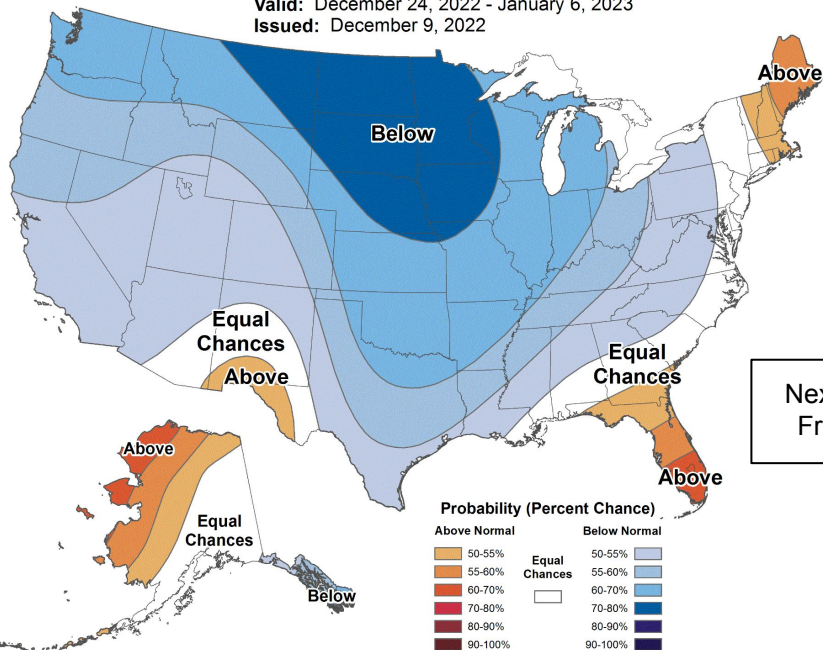 Valid: December 24, 2022 - January 6, 2023
Issued: December 9, 2022
Above
Below
Equal
Chances
Above
Equal
Chances
Above
Above
Equal
Chances
Below
Probability (Percent Chance)
Above Normal
Below Normal
50-55%
55-60%
60-70%
70-80%
80-90%
90-100%
Equal
Chances
50-55%
55-60%
60-70%
70-80%
80-90%
90-100%